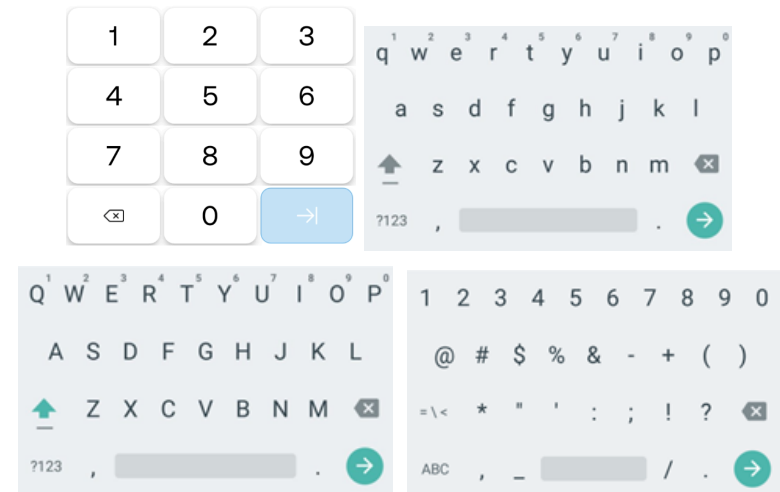 1 2 3
4 5 6
7 8 9
0
1 2 3 4 5 6 7 8 9 0
q w e r t y u i o p
a s d f g h j k l
z x c v b n m
?123 , .
1 2 3 4 5 6 7 8 9 0
Q W E R T Y U I O P
A S D F G H J K L
Z X C V B N M
?123 , .
1 2 3 4 5 6 7 8 9 0
@ # $ % & - + ( )
=\< * " ' : ; ! ?
ABC , _ / .